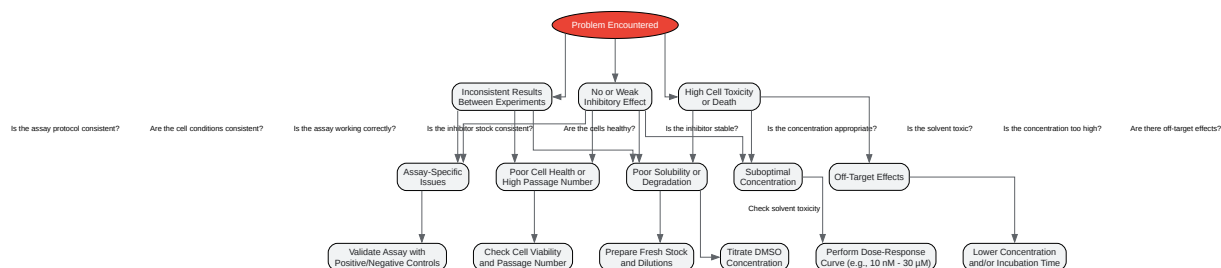 Problem Encountered
Inconsistent Results
Between Experiments
No or Weak
Inhibitory Effect
High Cell Toxicity
or Death
Is the assay protocol consistent?
Are the cell conditions consistent?
Is the assay working correctly?
Is the inhibitor stock consistent?
Are the cells healthy?
Is the inhibitor stable?
Is the concentration appropriate?
Is the solvent toxic?
Is the concentration too high?
Are there off-target effects?
Assay-Specific
Issues
Poor Cell Health or
High Passage Number
Poor Solubility or
Degradation
Suboptimal
Concentration
Off-Target Effects
Check solvent toxicity
Validate Assay with
Positive/Negative Controls
Check Cell Viability
and Passage Number
Prepare Fresh Stock
and Dilutions
Titrate DMSO
Concentration
Perform Dose-Response
Curve (e.g., 10 nM - 30 µM)
Lower Concentration
and/or Incubation Time